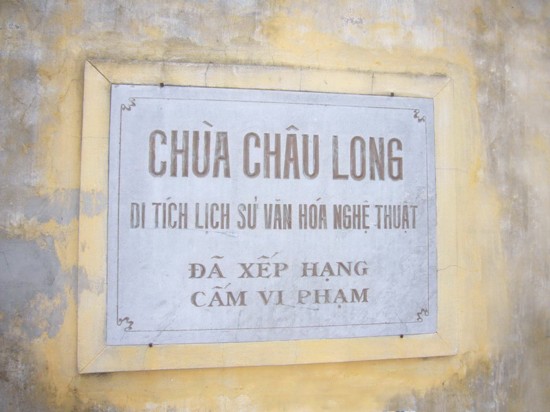 CHÙA CHÂU LONG
DI TÍCH LỊCH SỬ VĂN HÓA NGHỆ THUẬT
ĐÃ XẾP HẠNG
CẤM VI PHẠM